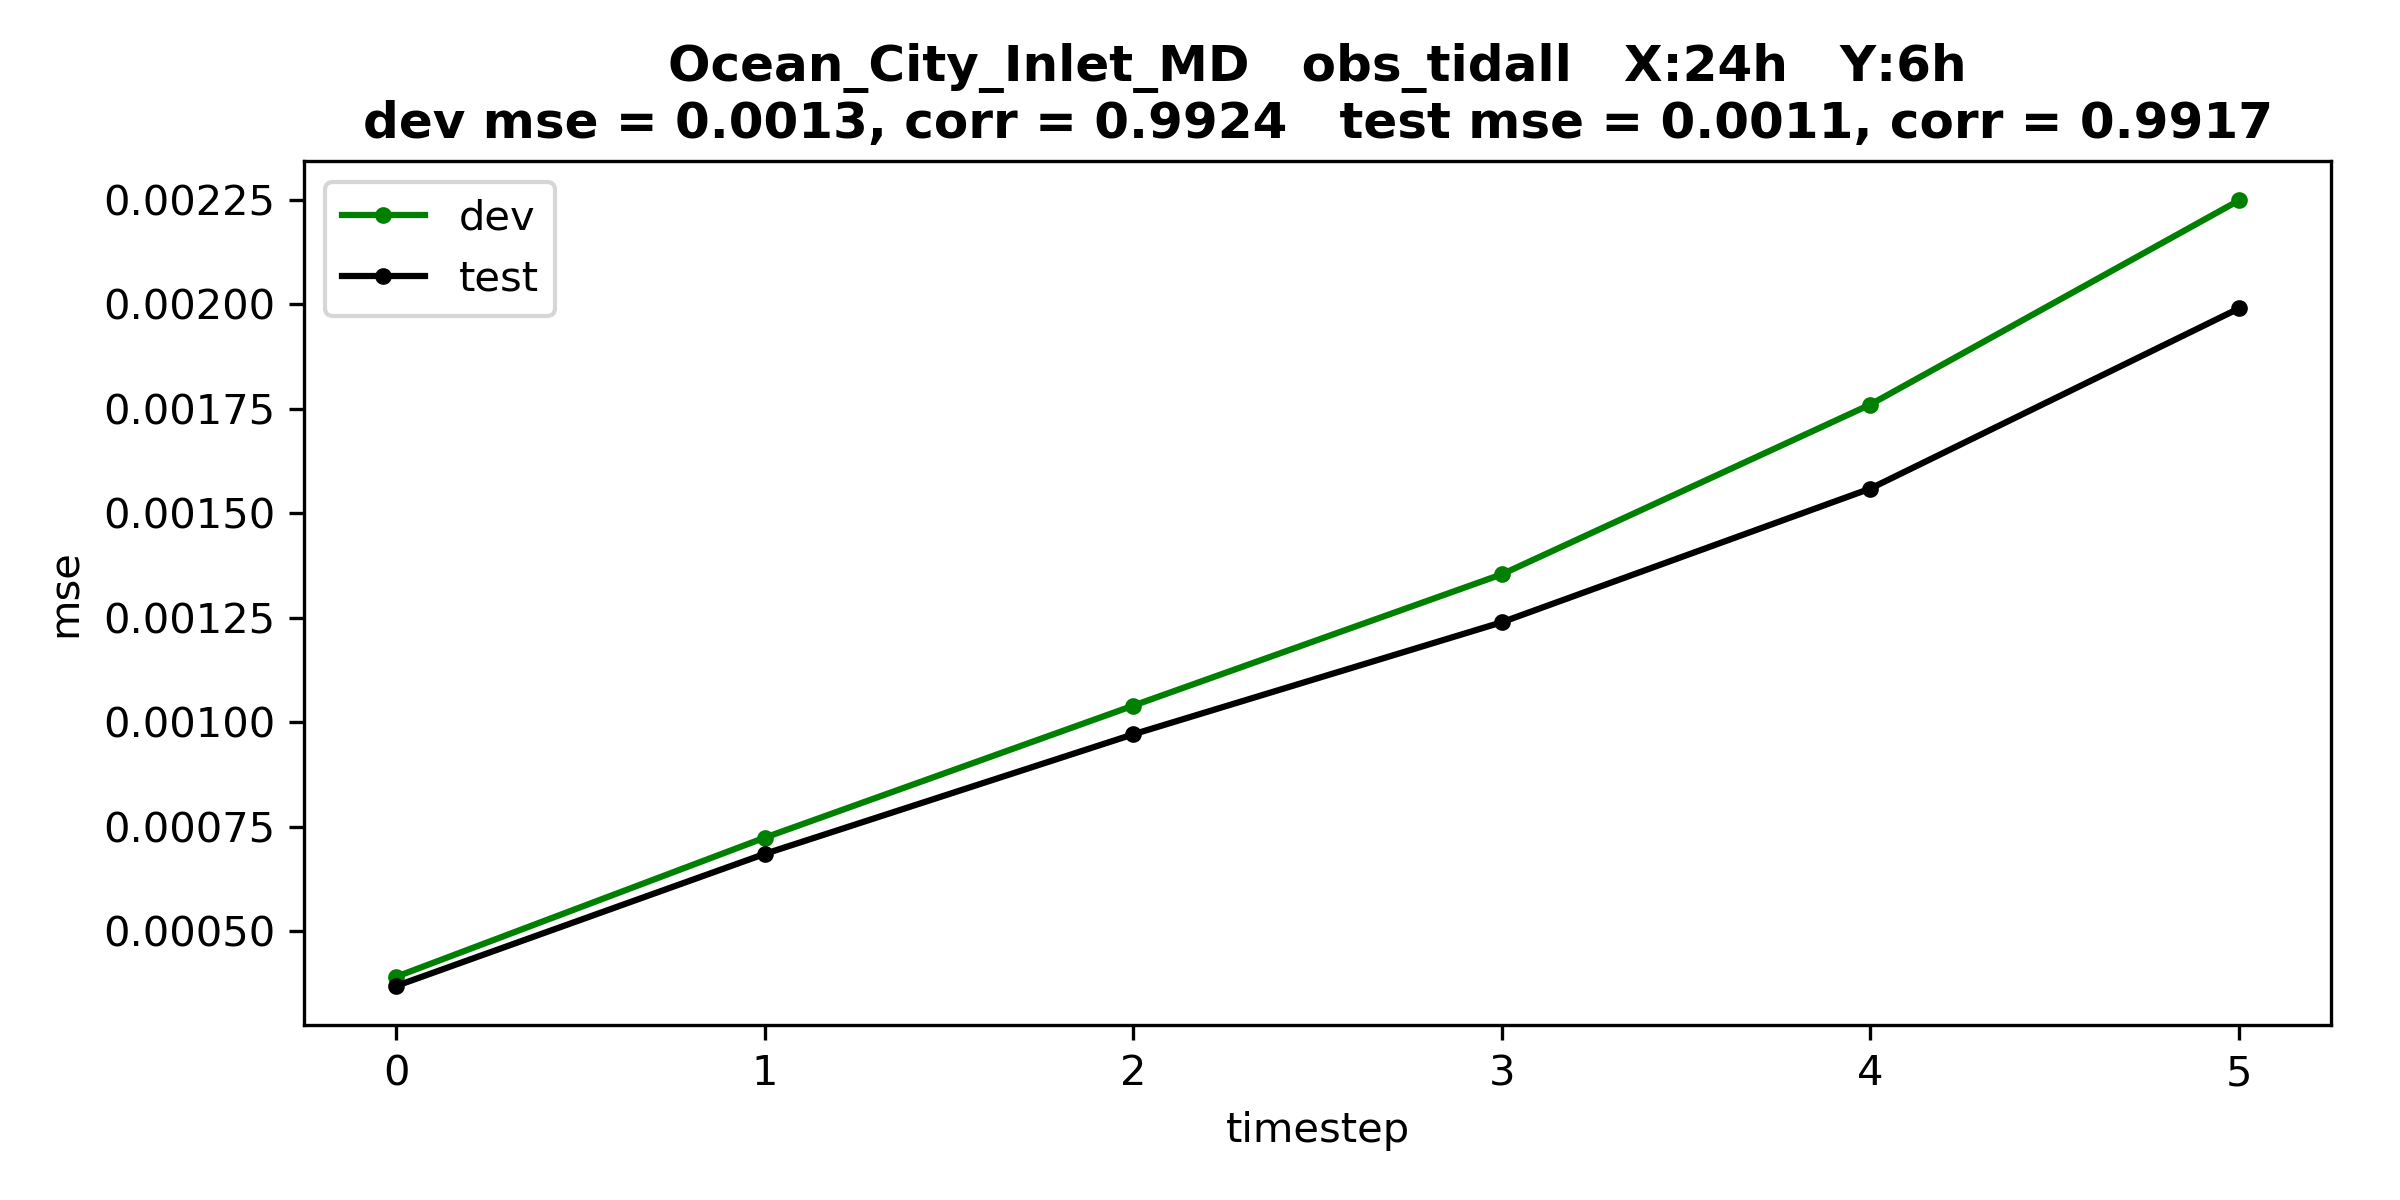 Ocean_City_Inlet_MD   obs_tidall   X:24h   Y:6h
dev mse = 0.0013, corr = 0.9924   test mse = 0.0011, corr = 0.9917
dev
test
0.00225
0.00200
0.00175
0.00150
0.00125
0.00100
0.00075
0.00050
mse
0 1 2 3 4 5
timestep